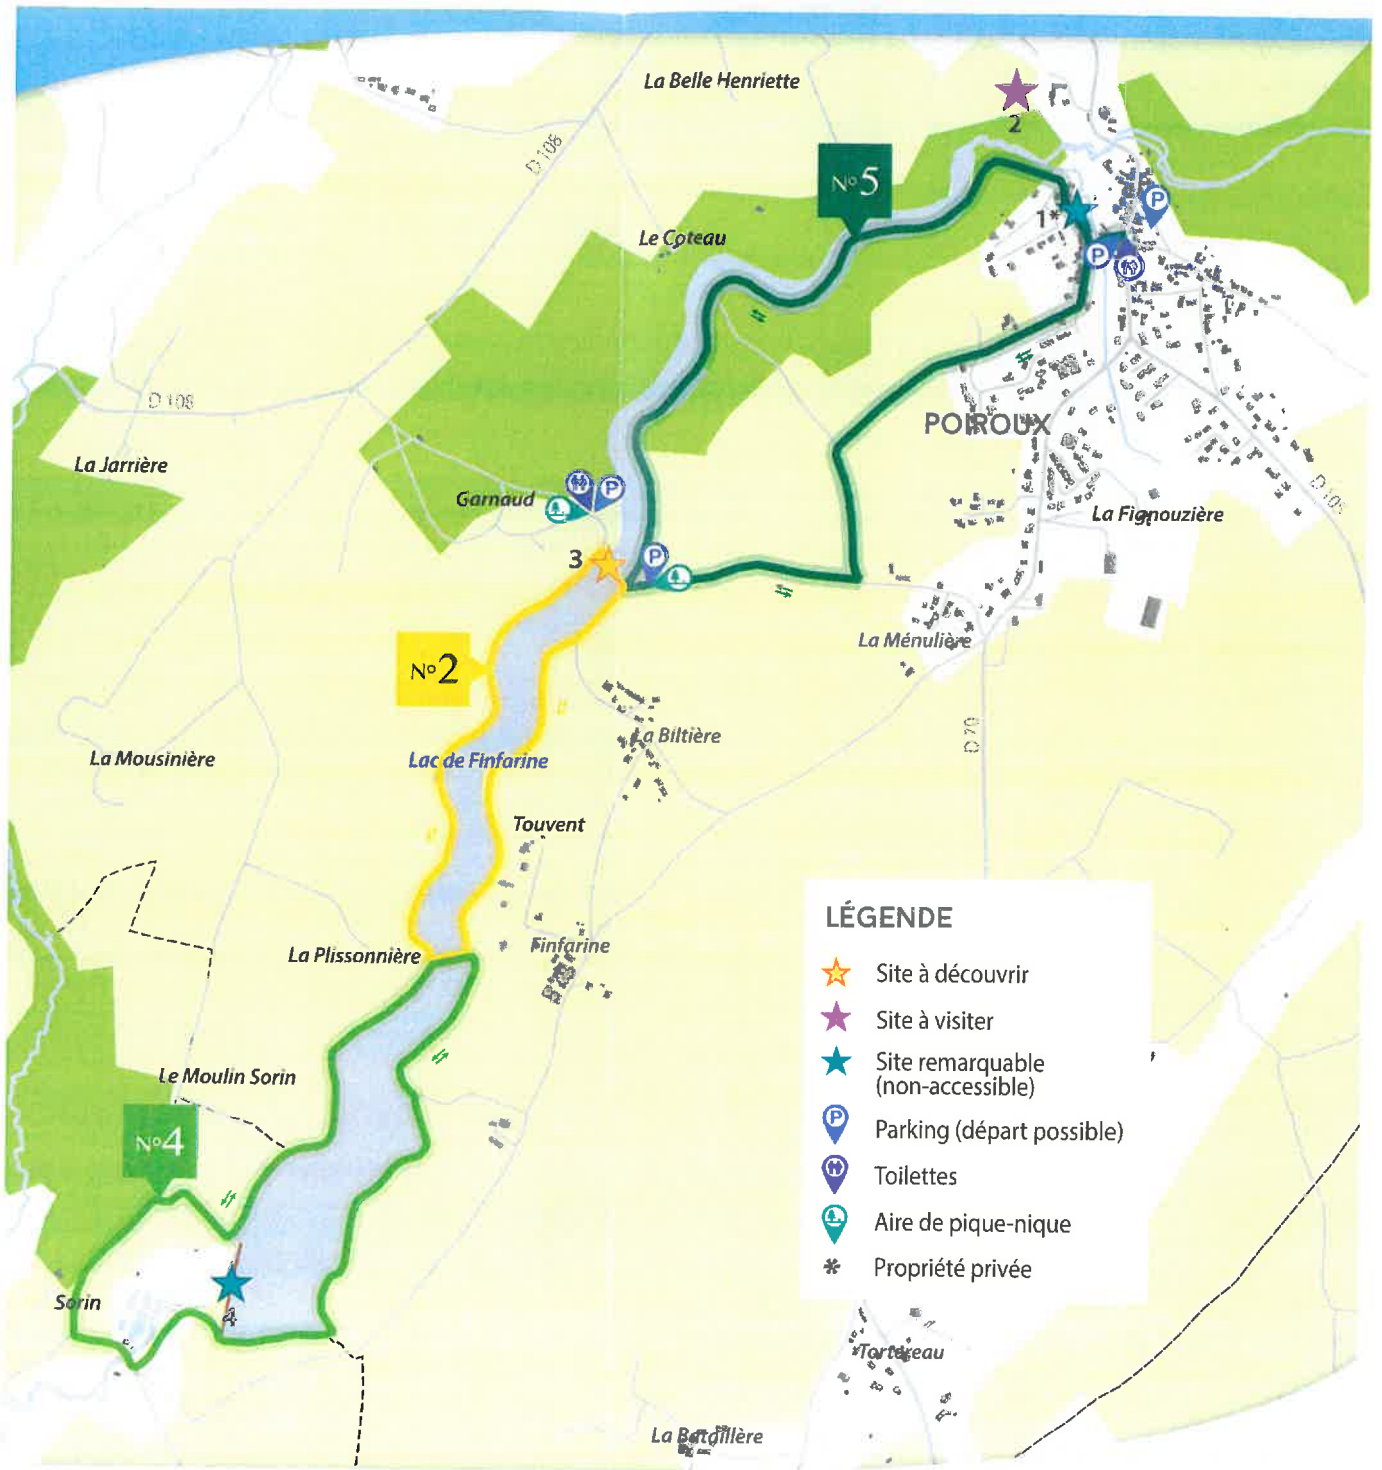 La Belle Henriette
2
D 108
N°5
P
1*
Le Coteau
P
D 108
POIROUX
La Jarrière
Garnaud
P
D 105
La Fignouzière
3
P
La Ménulière
N°2
D 70
La Biltière
La Mousinière
Lac de Finfarine
Touvent
LÉGENDE
La Plissonnière
Finfarine
Site à découvrir
Site à visiter
Site remarquable
(non-accessible)
Le Moulin Sorin
P
Parking (départ possible)
N°4
Toilettes
Aire de pique-nique
* Propriété privée
Sorin
4
Tortereau
La Bataillère